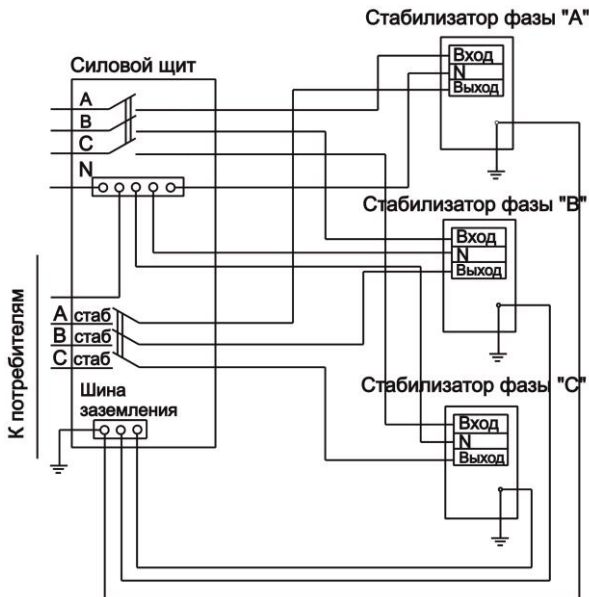 Стабилизатор фазы "А"
Силовой щит
Вход
N
Выход
А
В
С
N
Стабилизатор фазы "В"
Вход
N
Выход
К потребителям
А стаб
В стаб
С стаб
Стабилизатор фазы "С"
Шина
заземления
Вход
N
Выход